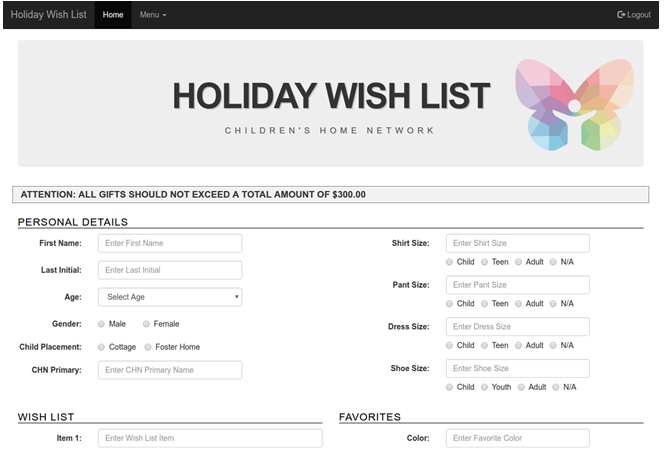 Holiday Wish List Home Menu Logout
HOLIDAY WISH LIST
CHILDREN'S HOME NETWORK
ATTENTION: ALL GIFTS SHOULD NOT EXCEED A TOTAL AMOUNT OF $300.00
PERSONAL DETAILS
First Name: Enter First Name
Last Initial: Enter Last Initial
Age: Select Age
Gender: Male Female
Child Placement: Cottage Foster Home
CHN Primary: Enter CHN Primary Name
Shirt Size: Enter Shirt Size
Child Teen Adult N/A
Pant Size: Enter Pant Size
Child Teen Adult N/A
Dress Size: Enter Dress Size
Child Teen Adult N/A
Shoe Size: Enter Shoe Size
Child Youth Adult N/A
WISH LIST
Item 1: Enter Wish List Item
FAVORITES
Color: Enter Favorite Color